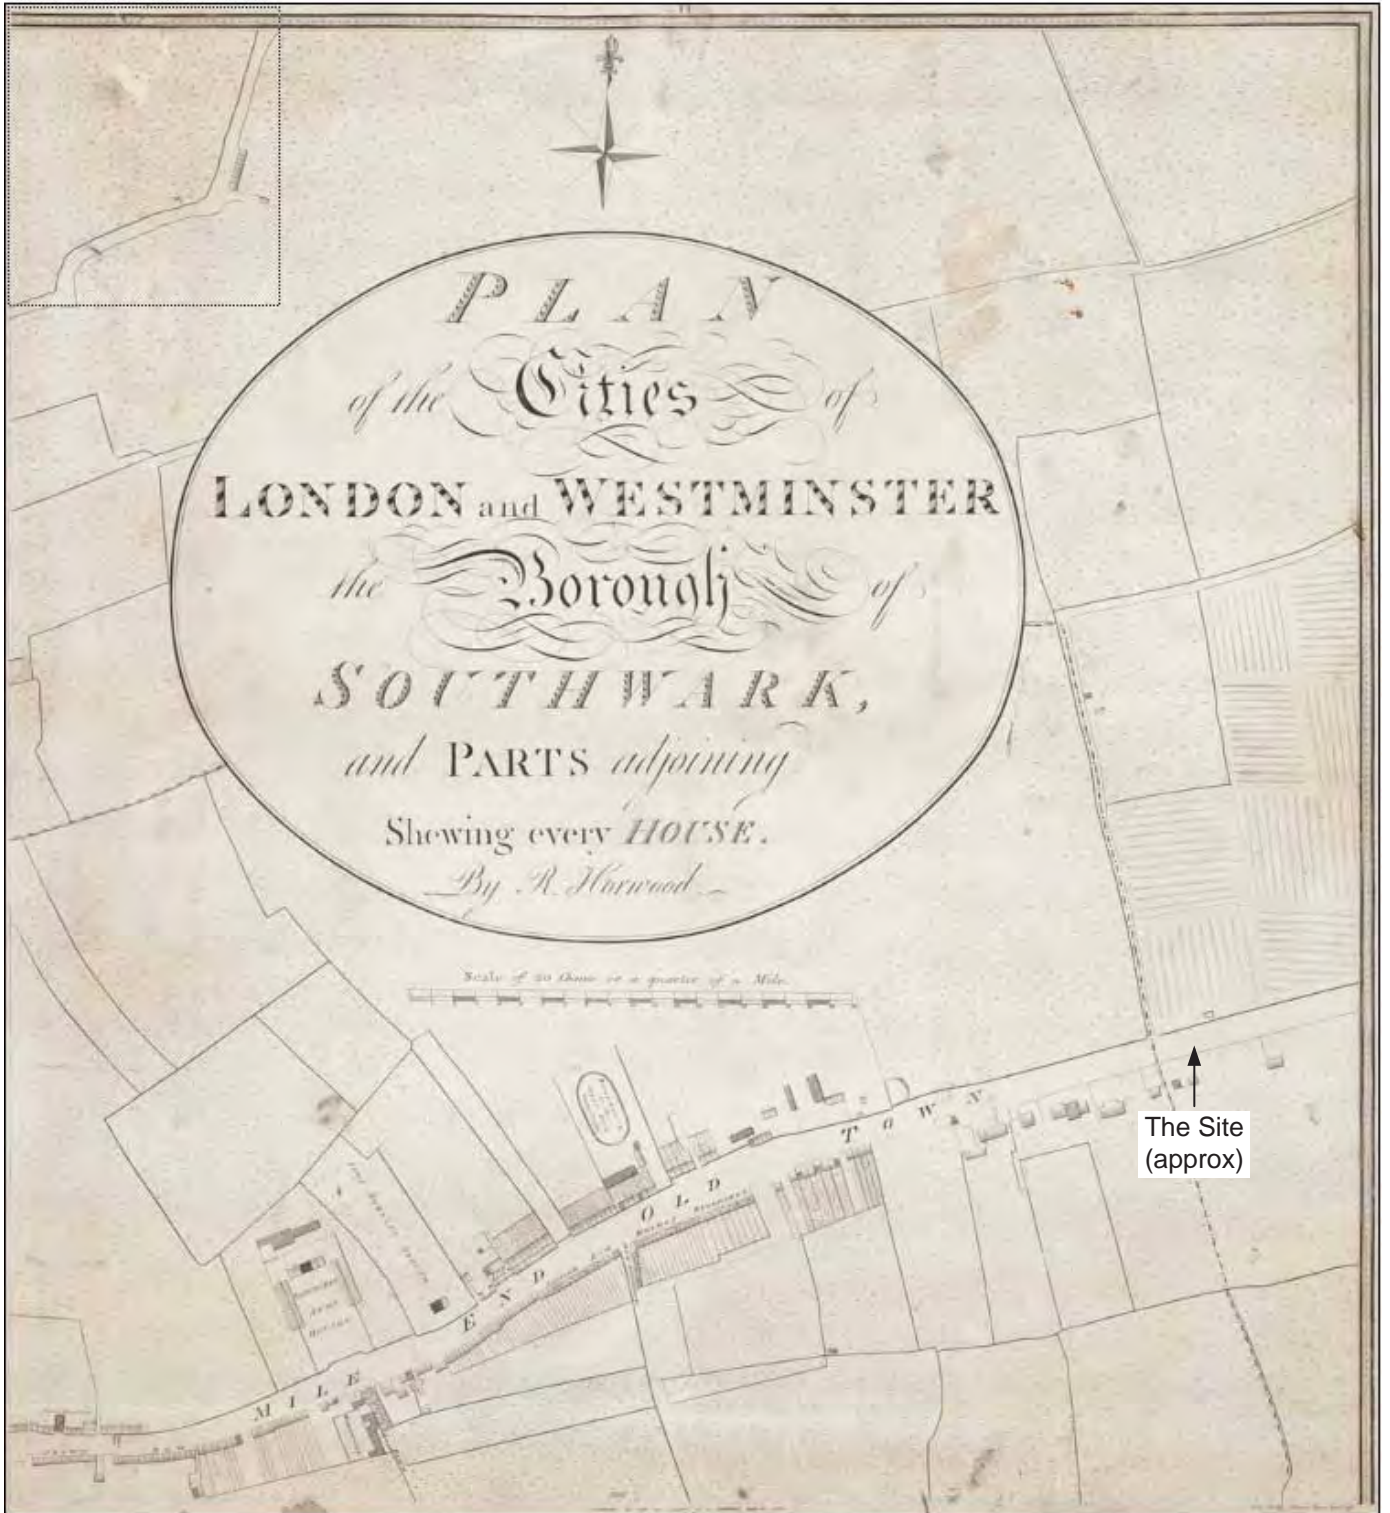 PLAN
of the Cities of
LONDON and WESTMINSTER
the Borough of
SOUTHWARK,
and PARTS adjoining
Shewing every HOUSE.
By R. Horwood
Scale of 20 Chains or a quarter of a Mile.
The Site
(approx)
MILE END OLD TOWN